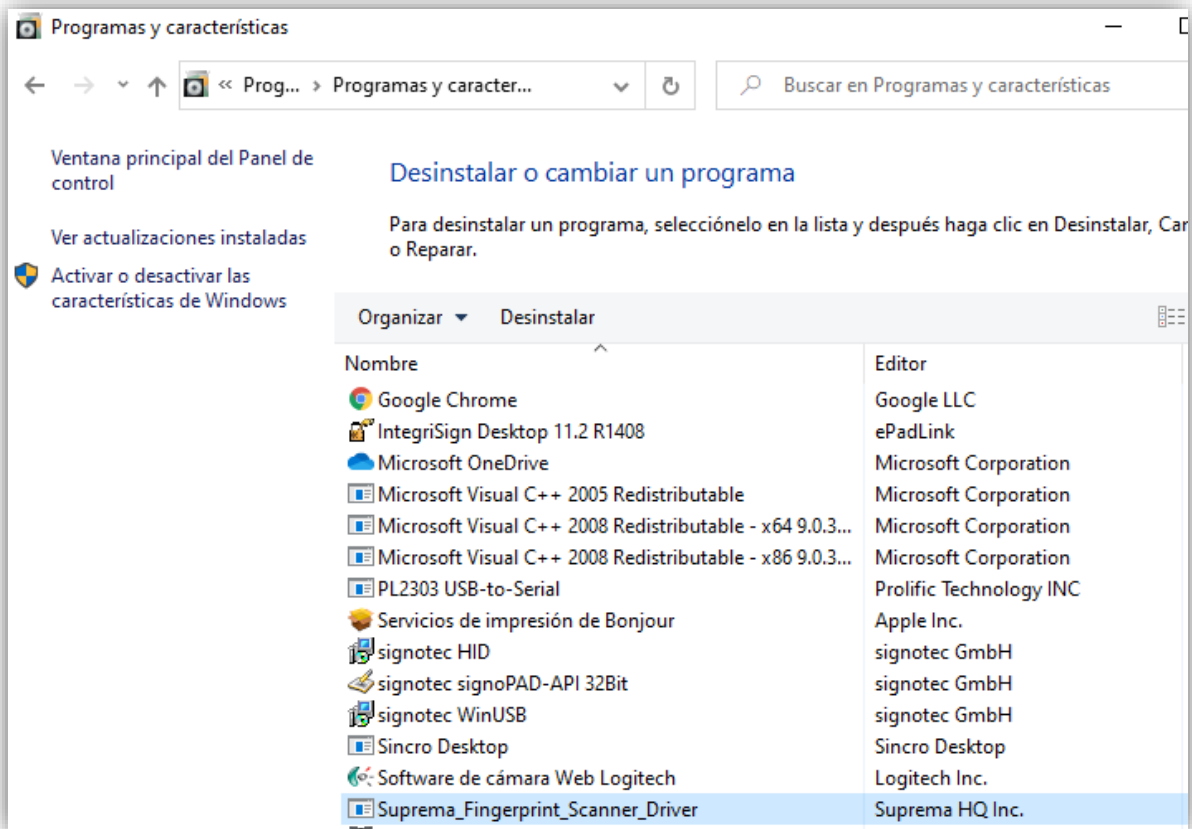 Programas y características
« Prog... › Programas y caracter...
Buscar en Programas y características
Ventana principal del Panel de
control
Ver actualizaciones instaladas
Activar o desactivar las
características de Windows
Desinstalar o cambiar un programa
Para desinstalar un programa, selecciónelo en la lista y después haga clic en Desinstalar, Car
o Reparar.
Organizar Desinstalar
Nombre Editor
Google Chrome Google LLC
IntegriSign Desktop 11.2 R1408 ePadLink
Microsoft OneDrive Microsoft Corporation
Microsoft Visual C++ 2005 Redistributable Microsoft Corporation
Microsoft Visual C++ 2008 Redistributable - x64 9.0.3... Microsoft Corporation
Microsoft Visual C++ 2008 Redistributable - x86 9.0.3... Microsoft Corporation
PL2303 USB-to-Serial Prolific Technology INC
Servicios de impresión de Bonjour Apple Inc.
signotec HID signotec GmbH
signotec signoPAD-API 32Bit signotec GmbH
signotec WinUSB signotec GmbH
Sincro Desktop Sincro Desktop
Software de cámara Web Logitech Logitech Inc.
Suprema_Fingerprint_Scanner_Driver Suprema HQ Inc.